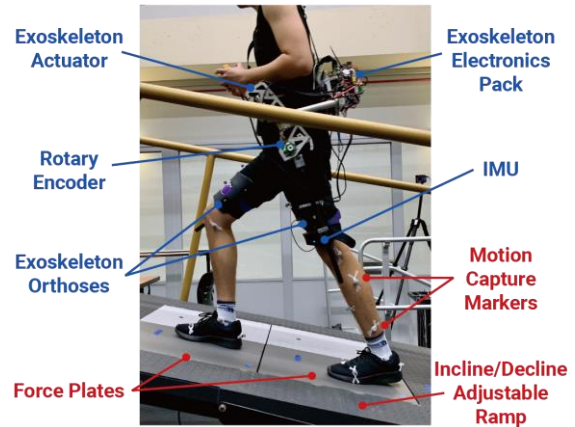 Exoskeleton
Actuator
Exoskeleton
Electronics
Pack
Rotary
Encoder
IMU
Exoskeleton
Orthoses
Motion
Capture
Markers
Force Plates
Incline/Decline
Adjustable
Ramp